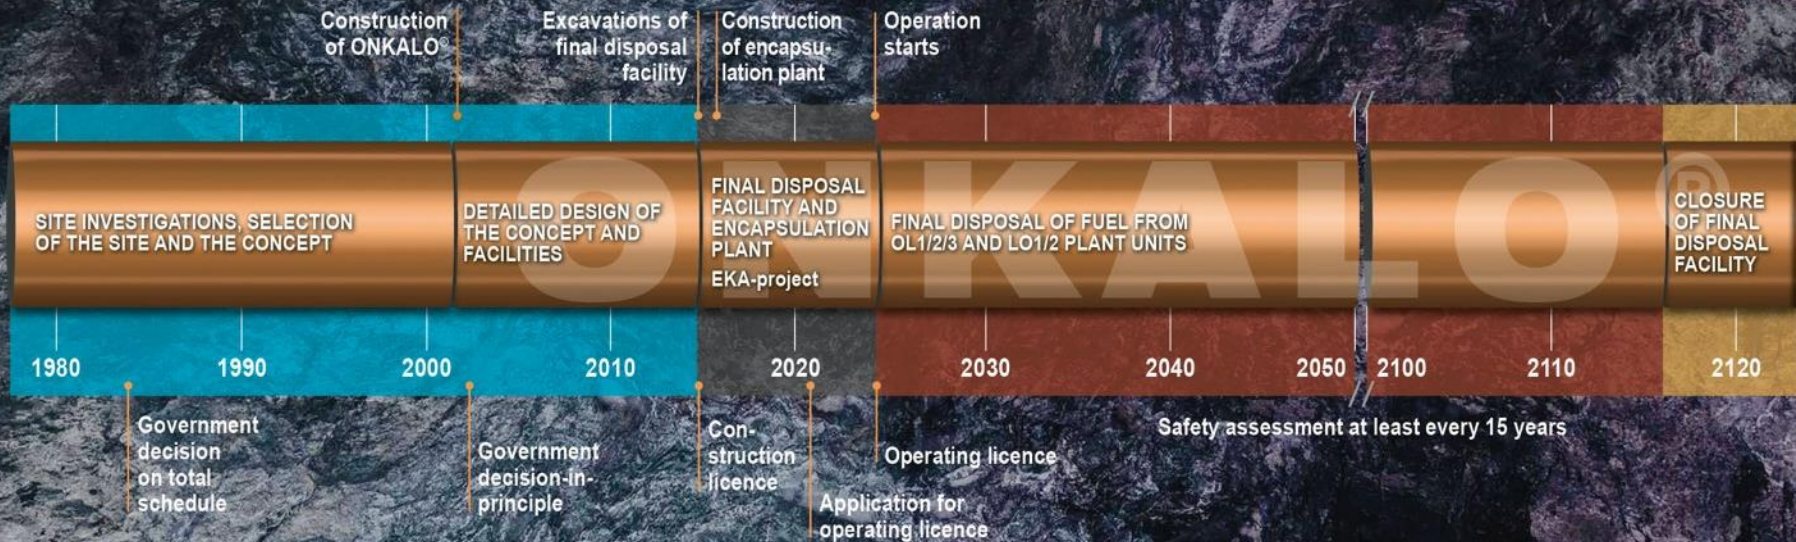 Construction
of ONKALO®
Excavations of
final disposal
facility
Construction
of encapsu-
lation plant
Operation
starts
ONKALO®
SITE INVESTIGATIONS, SELECTION
OF THE SITE AND THE CONCEPT
DETAILED DESIGN OF
THE CONCEPT AND
FACILITIES
FINAL DISPOSAL
FACILITY AND
ENCAPSULATION
PLANT
EKA-project
FINAL DISPOSAL OF FUEL FROM
OL1/2/3 AND LO1/2 PLANT UNITS
CLOSURE
OF FINAL
DISPOSAL
FACILITY
1980 1990 2000 2010 2020 2030 2040 2050 2100 2110 2120
Government
decision
on total
schedule
Government
decision-in-
principle
Con-
struction
licence
Application for
operating licence
Operating licence
Safety assessment at least every 15 years